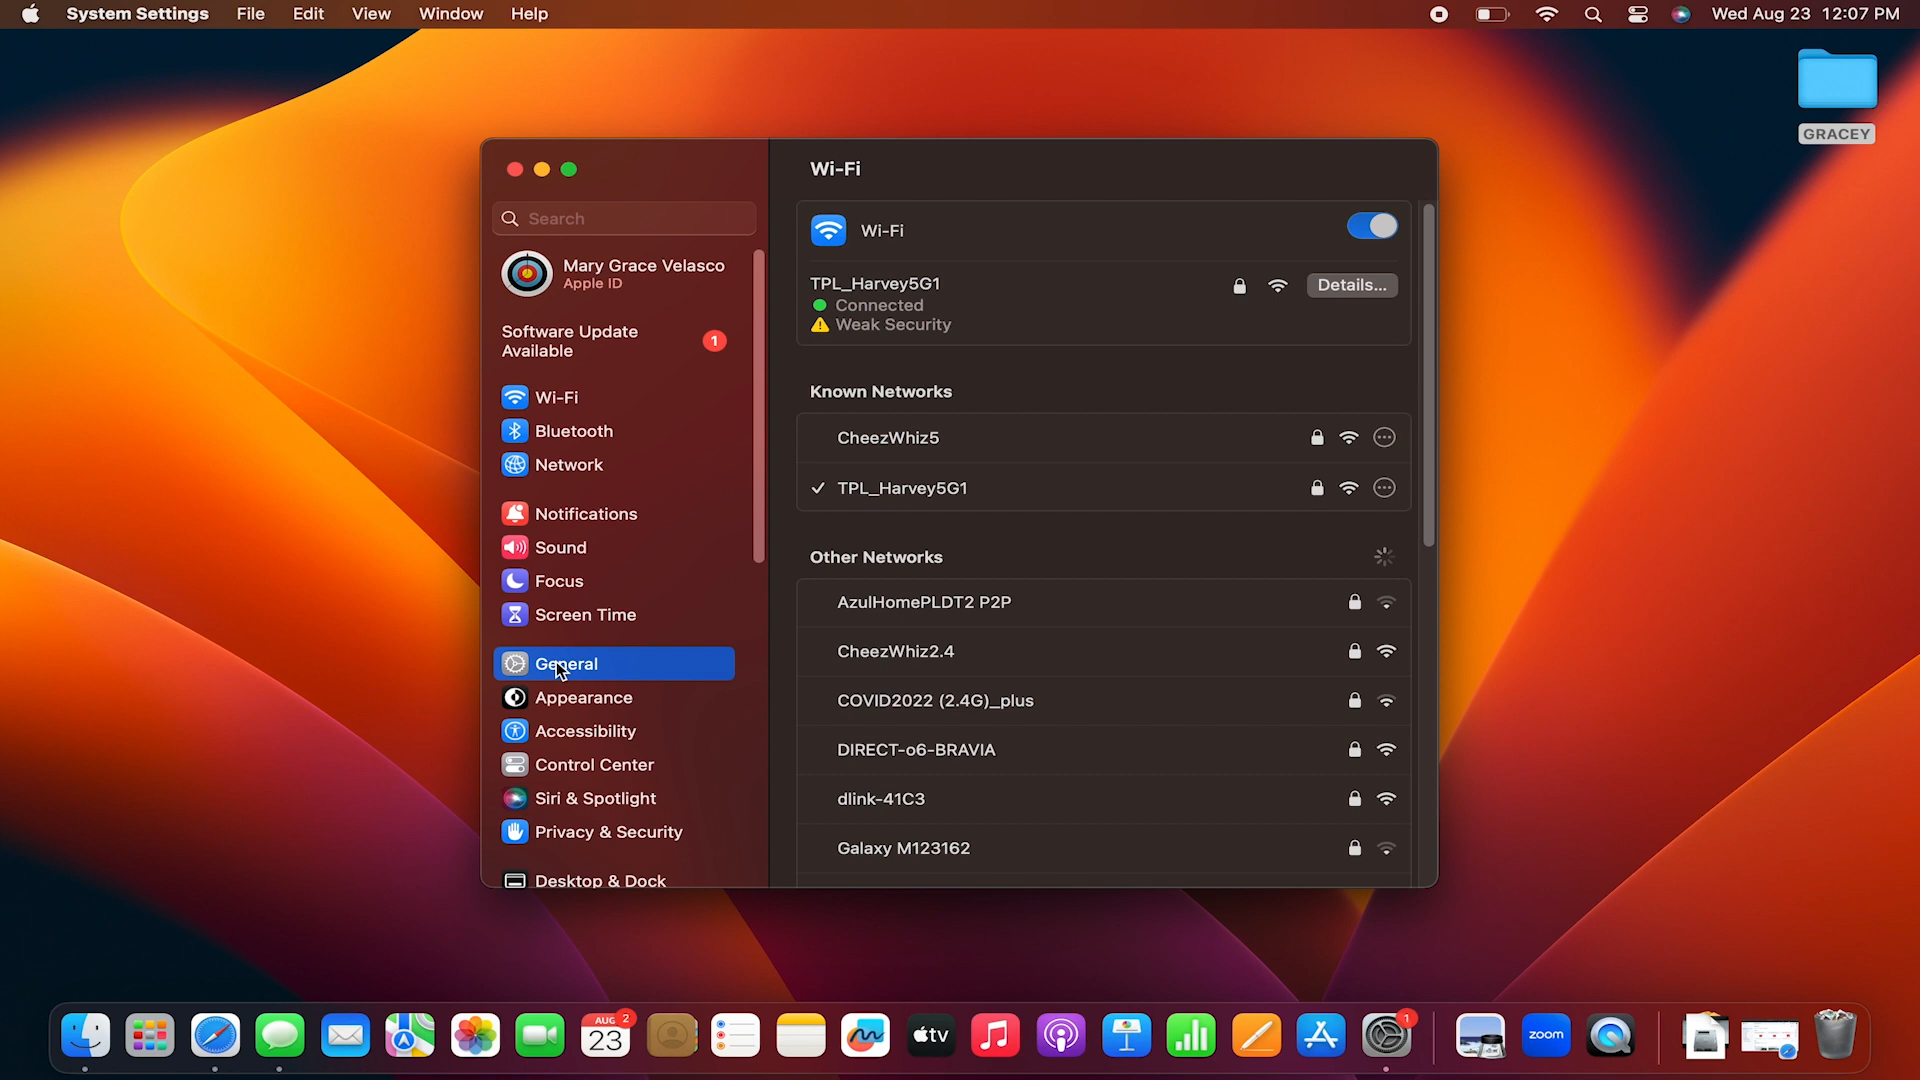 System Settings File Edit View Window Help
Wed Aug 23 12:07 PM
GRACEY
Search
Mary Grace Velasco
Apple ID
Software Update
Available
1
Wi-Fi
Bluetooth
Network
Notifications
Sound
Focus
Screen Time
General
Appearance
Accessibility
Control Center
Siri & Spotlight
Privacy & Security
Desktop & Dock
Wi-Fi
Wi-Fi
TPL_Harvey5G1
Details...
Connected
Weak Security
Known Networks
CheezWhiz5
TPL_Harvey5G1
Other Networks
AzulHomePLDT2 P2P
CheezWhiz2.4
COVID2022 (2.4G)_plus
DIRECT-o6-BRAVIA
dlink-41C3
Galaxy M123162
AUG 2
23
tv
1
zoom